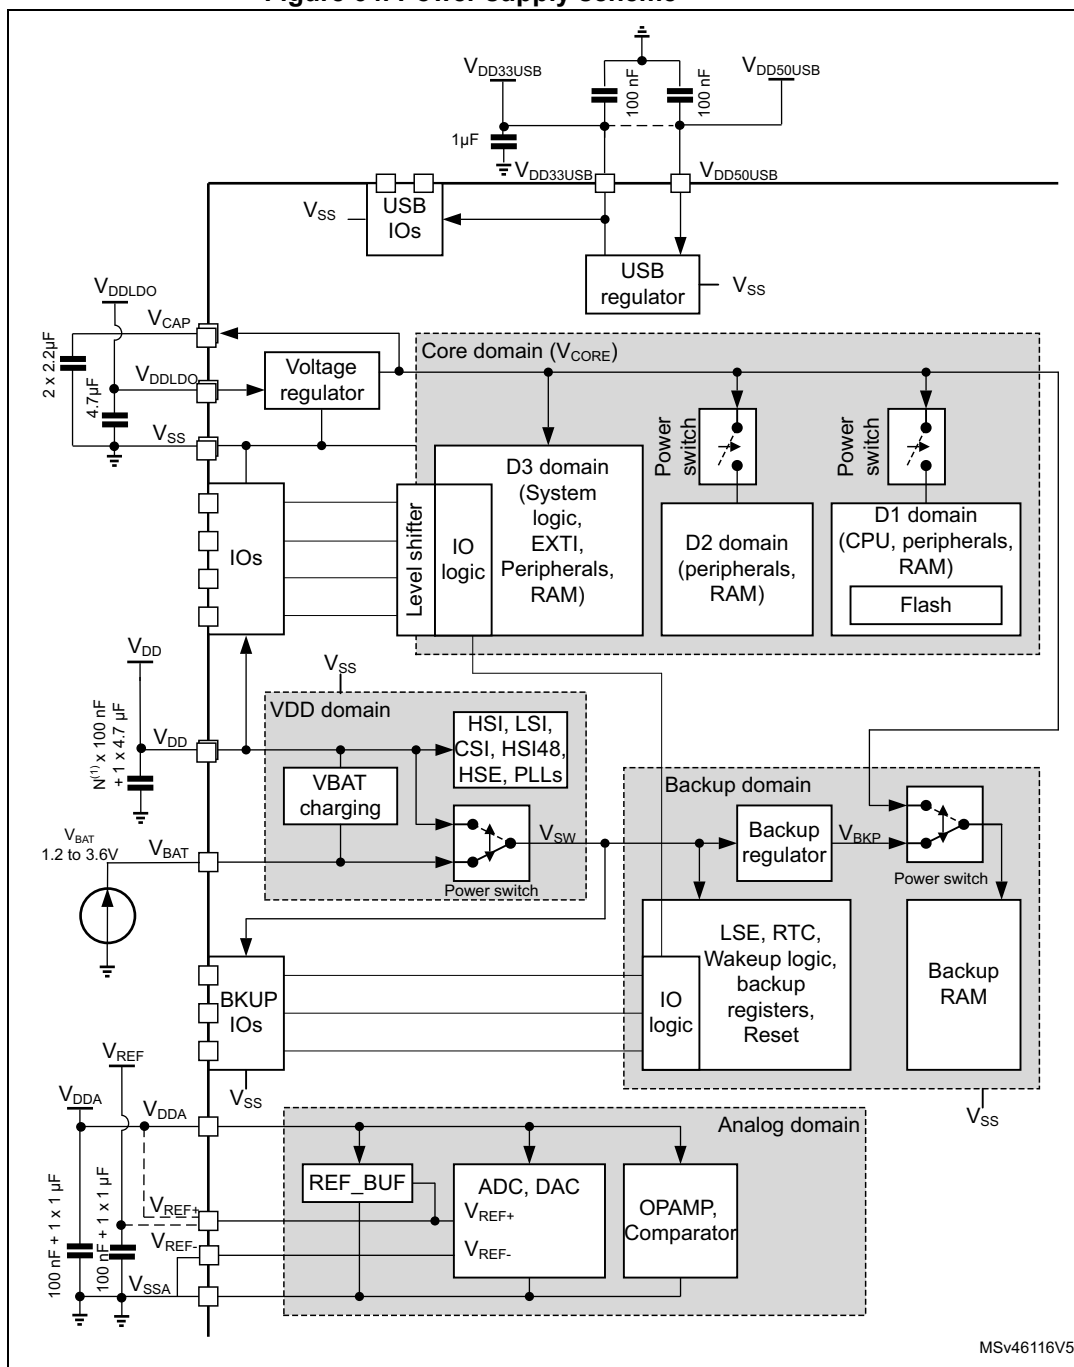 VDD33USB
VDD50USB
100 nF
100 nF
1µF
VDD33USB
VDD50USB
VSS
USB
IOs
USB
regulator
VSS
VDDLDO
VCAP
2 x 2.2µF
4.7µF
VDDLDO
Voltage
regulator
VSS
Core domain (VCORE)
Power
switch
Power
switch
D3 domain
(System
logic,
EXTI,
Peripherals,
RAM)
Level shifter
IO
logic
IOs
D2 domain
(peripherals,
RAM)
D1 domain
(CPU, peripherals,
RAM)
Flash
VDD
N(1) x 100 nF
+ 1 x 4.7 µF
VDD
VSS
VDD domain
HSI, LSI,
CSI, HSI48,
HSE, PLLs
VBAT
charging
Power switch
VSW
VBAT
1.2 to 3.6V
VBAT
Backup domain
Backup
regulator
VBKP
Power switch
LSE, RTC,
Wakeup logic,
backup
registers,
Reset
IO
logic
Backup
RAM
VSS
BKUP
IOs
VSS
VREF
VDDA
VDDA
100 nF + 1 x 1 µF
100 nF + 1 x 1 µF
VREF+
VREF-
VSSA
Analog domain
REF_BUF
ADC, DAC
VREF+
VREF-
OPAMP,
Comparator
MSv46116V5